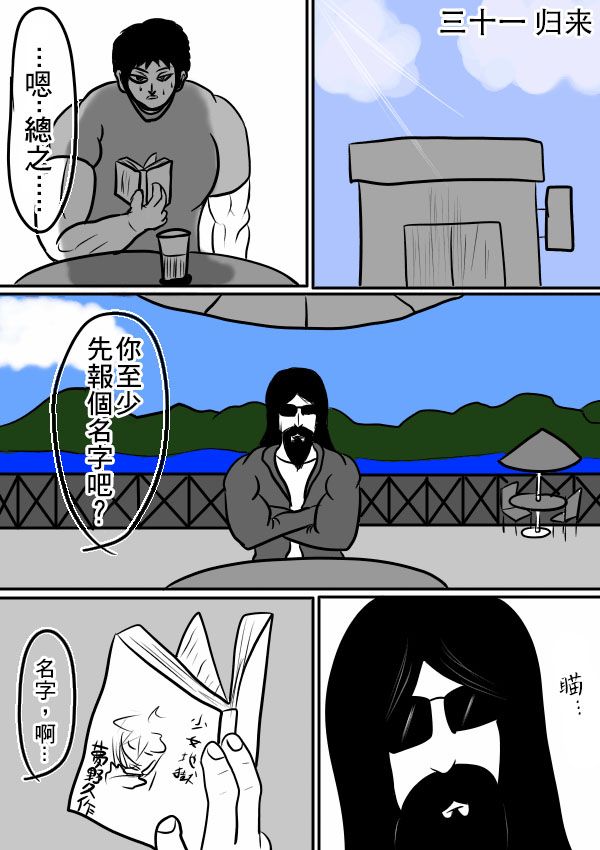 三十一 归来
…嗯…總之……
你至少
先報個名字吧？
瞄…
名字，啊…
少女地獄
夢野久作